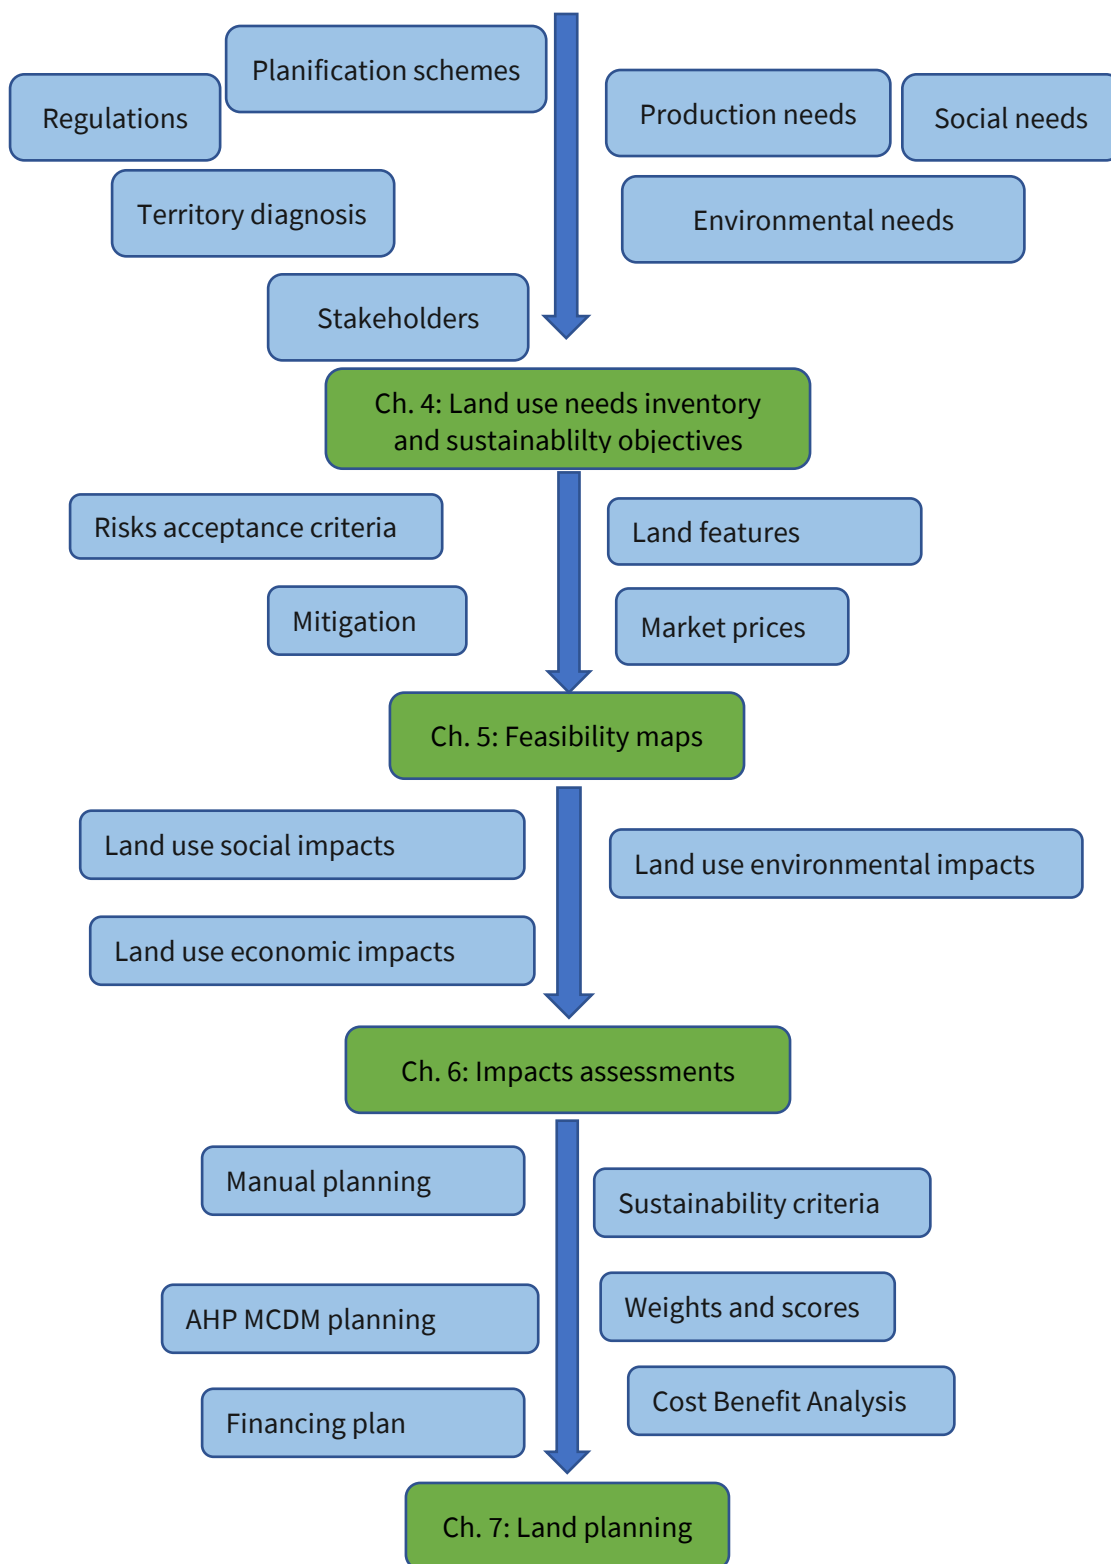 Planification schemes
Regulations
Production needs
Social needs
Territory diagnosis
Environmental needs
Stakeholders
Ch. 4: Land use needs inventory
and sustainablilty objectives
Risks acceptance criteria
Land features
Mitigation
Market prices
Ch. 5: Feasibility maps
Land use social impacts
Land use environmental impacts
Land use economic impacts
Ch. 6: Impacts assessments
Manual planning
Sustainability criteria
AHP MCDM planning
Weights and scores
Cost Benefit Analysis
Financing plan
Ch. 7: Land planning